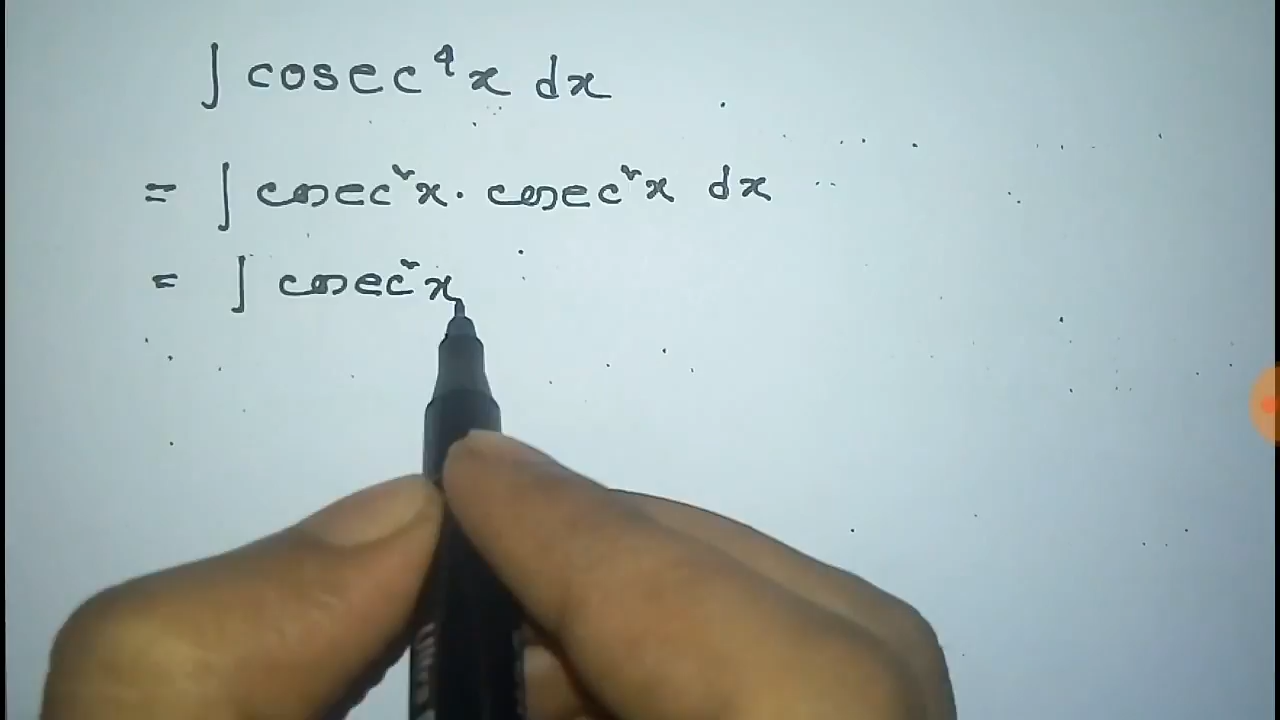 ∫ cosec⁴x dx
= ∫ cosec²x · cosec²x dx
= ∫ cosec²x